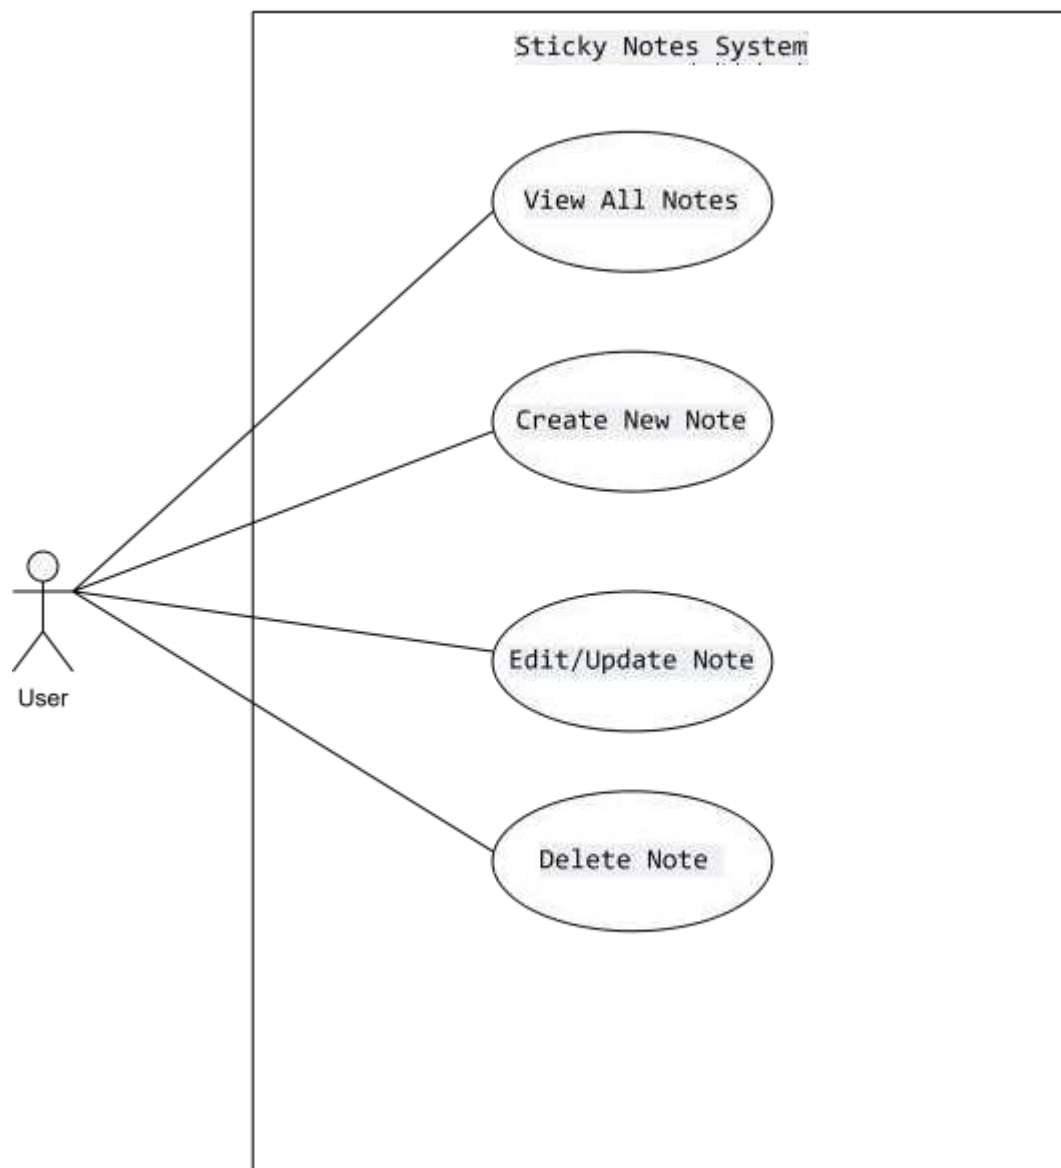 Sticky Notes System
View All Notes
Create New Note
Edit/Update Note
User
Delete Note